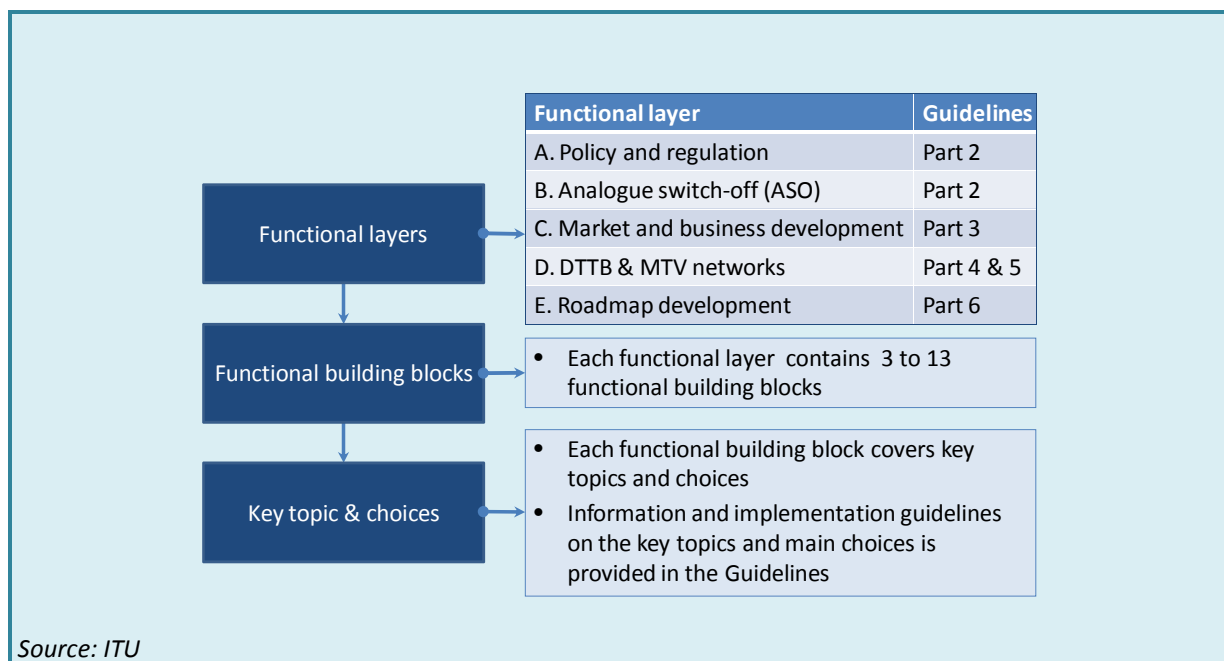 Functional layer Guidelines
A. Policy and regulation Part 2
B. Analogue switch-off (ASO) Part 2
C. Market and business development Part 3
D. DTTB & MTV networks Part 4 & 5
E. Roadmap development Part 6
Functional layers
Functional building blocks
• Each functional layer contains 3 to 13
functional building blocks
Key topic & choices
• Each functional building block covers key
topics and choices
• Information and implementation guidelines
on the key topics and main choices is
provided in the Guidelines
Source: ITU